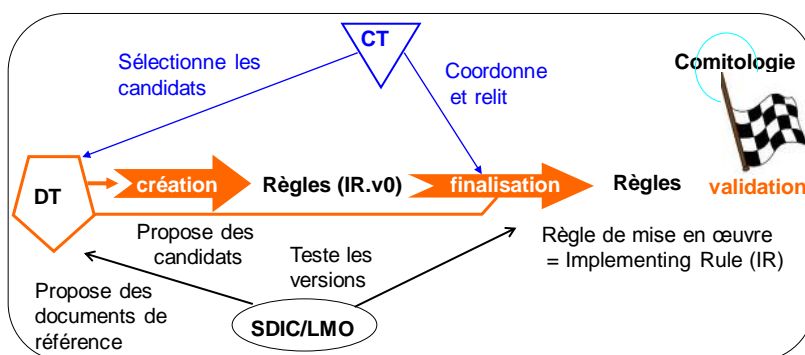 CT
Sélectionne les
candidats
Coordonne
et relit
Comitologie
DT
création
Règles (IR.v0)
finalisation
Règles
validation
Propose des
candidats
Teste les
versions
Règle de mise en œuvre
= Implementing Rule (IR)
Propose des
documents de
référence
SDIC/LMO